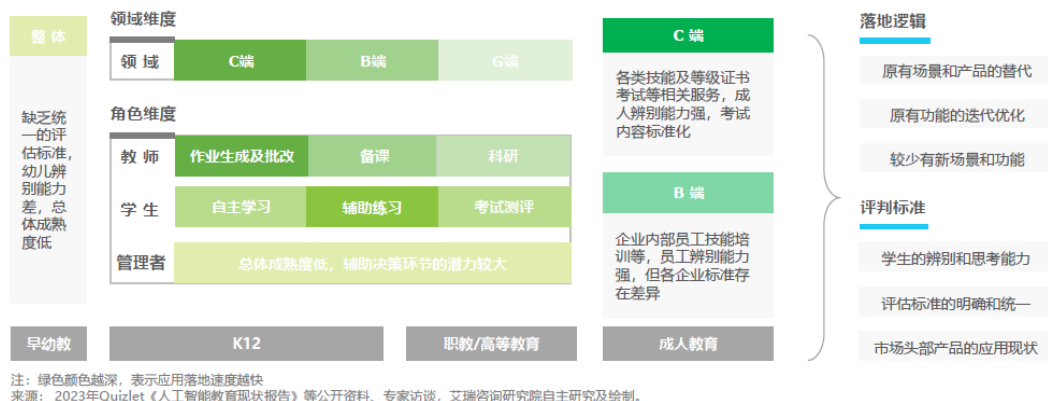 整 体
缺乏统
一的评
估标准，
幼儿辨
别能力
差，总
体成熟
度低
早幼教
领域维度
领 域
C端
B端
G端
角色维度
教 师
作业生成及批改
备课
科研
学 生
自主学习
辅助练习
考试测评
管理者
总体成熟度低，辅助决策环节的潜力较大
K12
职教/高等教育
C 端
各类技能及等级证书
考试等相关服务，成
人辨别能力强，考试
内容标准化
B 端
企业内部员工技能培
训等，员工辨别能力
强，但各企业标准存
在差异
成人教育
落地逻辑
原有场景和产品的替代
原有功能的迭代优化
较少有新场景和功能
评判标准
学生的辨别和思考能力
评估标准的明确和统一
市场头部产品的应用现状
注：绿色颜色越深，表示应用落地速度越快
来源： 2023年Quizlet《人工智能教育现状报告》等公开资料、专家访谈，艾瑞咨询研究院自主研究及绘制。